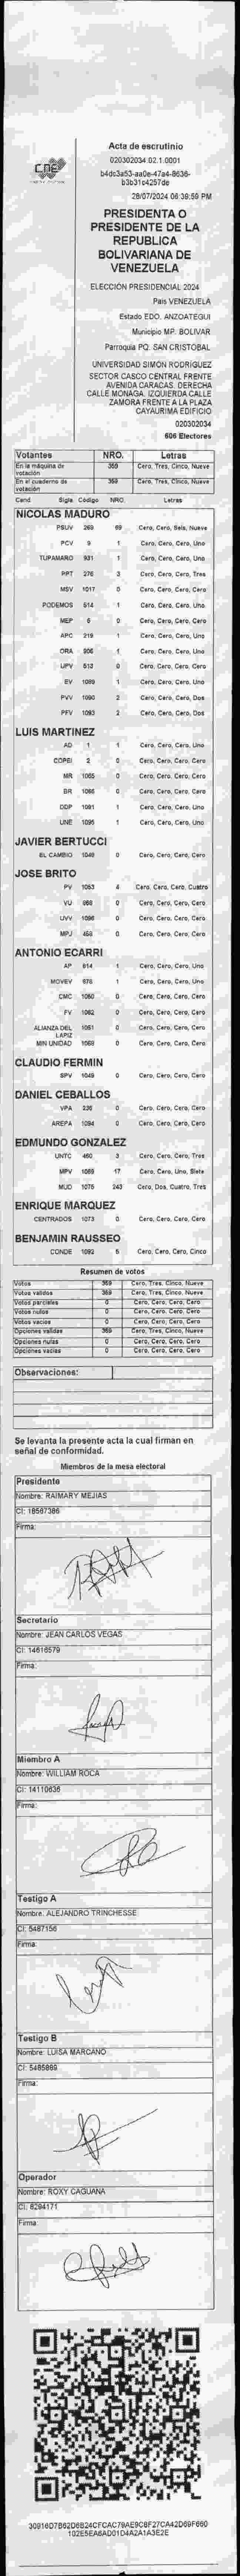 Acta de escrutinio
020302034.02.1.0001
b4dc3a53-aa0e-47a4-8636-
b3b31c4257de
28/07/2024 06:39:59 PM
PRESIDENTA O
PRESIDENTE DE LA
REPUBLICA
BOLIVARIANA DE
VENEZUELA
ELECCIÓN PRESIDENCIAL 2024
País VENEZUELA
Estado EDO. ANZOATEGUI
Municipio MP. BOLIVAR
Parroquia PQ. SAN CRISTOBAL
UNIVERSIDAD SIMÓN RODRÍGUEZ
SECTOR CASCO CENTRAL FRENTE
AVENIDA CARACAS. DERECHA
CALLE MONAGA. IZQUIERDA CALLE
ZAMORA FRENTE A LA PLAZA
CAYAURIMA EDIFICIO
020302034
606 Electores
Votantes NRO. Letras
En la máquina de votación 369 Cero, Tres, Cinco, Nueve
En el cuaderno de votación 359 Cero, Tres, Cinco, Nueve
Cand Sigla Código NRO. Letras
NICOLAS MADURO
PSUV 269 69 Cero, Cero, Seis, Nueve
PCV 9 1 Cero, Cero, Cero, Uno
TUPAMARO 931 1 Cero, Cero, Cero, Uno
PPT 276 3 Cero, Cero, Cero, Tres
MSV 1017 0 Cero, Cero, Cero, Cero
PODEMOS 514 1 Cero, Cero, Cero, Uno
MEP 6 0 Cero, Cero, Cero, Cero
APC 219 1 Cero, Cero, Cero, Uno
ORA 906 1 Cero, Cero, Cero, Uno
UPV 512 0 Cero, Cero, Cero, Cero
EV 1089 1 Cero, Cero, Cero, Uno
PVV 1090 2 Cero, Cero, Cero, Dos
PFV 1093 2 Cero, Cero, Cero, Dos
LUIS MARTINEZ
AD 1 1 Cero, Cero, Cero, Uno
COPEI 2 0 Cero, Cero, Cero, Cero
MR 1065 0 Cero, Cero, Cero, Cero
BR 1066 0 Cero, Cero, Cero, Cero
DDP 1081 1 Cero, Cero, Cero, Uno
UNE 1095 1 Cero, Cero, Cero, Uno
JAVIER BERTUCCI
EL CAMBIO 1048 0 Cero, Cero, Cero, Cero
JOSE BRITO
PV 1053 4 Cero, Cero, Cero, Cuatro
VU 968 0 Cero, Cero, Cero, Cero
UVV 1096 0 Cero, Cero, Cero, Cero
MPJ 458 0 Cero, Cero, Cero, Cero
ANTONIO ECARRI
AP 914 1 Cero, Cero, Cero, Uno
MOVEV 978 1 Cero, Cero, Cero, Uno
CMC 1050 0 Cero, Cero, Cero, Cero
FV 1062 0 Cero, Cero, Cero, Cero
ALIANZA DEL LAPIZ 1051 0 Cero, Cero, Cero, Cero
MIN UNIDAD 1069 0 Cero, Cero, Cero, Cero
CLAUDIO FERMIN
SPV 1049 0 Cero, Cero, Cero, Cero
DANIEL CEBALLOS
VPA 236 0 Cero, Cero, Cero, Cero
AREPA 1094 0 Cero, Cero, Cero, Cero
EDMUNDO GONZALEZ
UNTC 460 3 Cero, Cero, Cero, Tres
MPV 1055 17 Cero, Cero, Uno, Siete
MUD 1075 243 Cero, Dos, Cuatro, Tres
ENRIQUE MARQUEZ
CENTRADOS 1073 0 Cero, Cero, Cero, Cero
BENJAMIN RAUSSEO
CONDE 1092 5 Cero, Cero, Cero, Cinco
Resumen de votos
Votos 359 Cero, Tres, Cinco, Nueve
Votos validos 359 Cero, Tres, Cinco, Nueve
Votos parciales 0 Cero, Cero, Cero, Cero
Votos nulos 0 Cero, Cero, Cero, Cero
Votos vacios 0 Cero, Cero, Cero, Cero
Opciones validas 359 Cero, Tres, Cinco, Nueve
Opciones nulas 0 Cero, Cero, Cero, Cero
Opciones vacias 0 Cero, Cero, Cero, Cero
Observaciones:
Se levanta la presente acta la cual firman en
señal de conformidad.
Miembros de la mesa electoral
Presidente
Nombre: RAIMARY MEJIAS
CI: 18567386
Firma:
Secretario
Nombre: JEAN CARLOS VEGAS
CI: 14616579
Firma:
Miembro A
Nombre: WILLIAM ROCA
CI: 14110636
Firma:
Testigo A
Nombre: ALEJANDRO TRINCHESSE
CI: 5487156
Firma:
Testigo B
Nombre: LUISA MARCANO
CI: 5485889
Firma:
Operador
Nombre: ROXY CAGUANA
CI: 8294171
Firma: